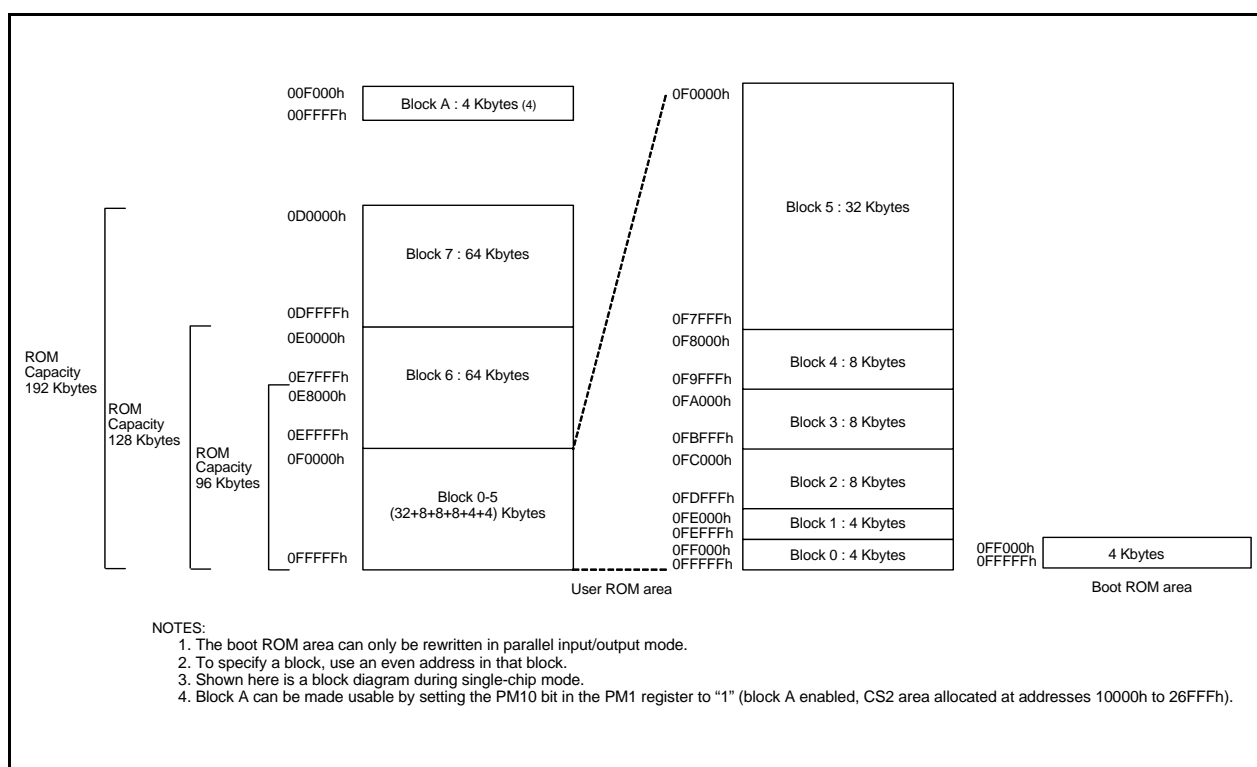 00F000h
00FFFFh
Block A : 4 Kbytes (4)
0D0000h
Block 7 : 64 Kbytes
0DFFFFh
0E0000h
Block 6 : 64 Kbytes
0E7FFFh
0E8000h
0EFFFFh
0F0000h
Block 0-5
(32+8+8+8+4+4) Kbytes
0FFFFFh
ROM
Capacity
192 Kbytes
ROM
Capacity
128 Kbytes
ROM
Capacity
96 Kbytes
0F0000h
Block 5 : 32 Kbytes
0F7FFFh
0F8000h
Block 4 : 8 Kbytes
0F9FFFh
0FA000h
Block 3 : 8 Kbytes
0FBFFFh
0FC000h
Block 2 : 8 Kbytes
0FDFFFh
0FE000h
Block 1 : 4 Kbytes
0FEFFFh
0FF000h
Block 0 : 4 Kbytes
0FFFFFh
User ROM area
0FF000h
0FFFFFh
4 Kbytes
Boot ROM area
NOTES:
1. The boot ROM area can only be rewritten in parallel input/output mode.
2. To specify a block, use an even address in that block.
3. Shown here is a block diagram during single-chip mode.
4. Block A can be made usable by setting the PM10 bit in the PM1 register to “1” (block A enabled, CS2 area allocated at addresses 10000h to 26FFFh).